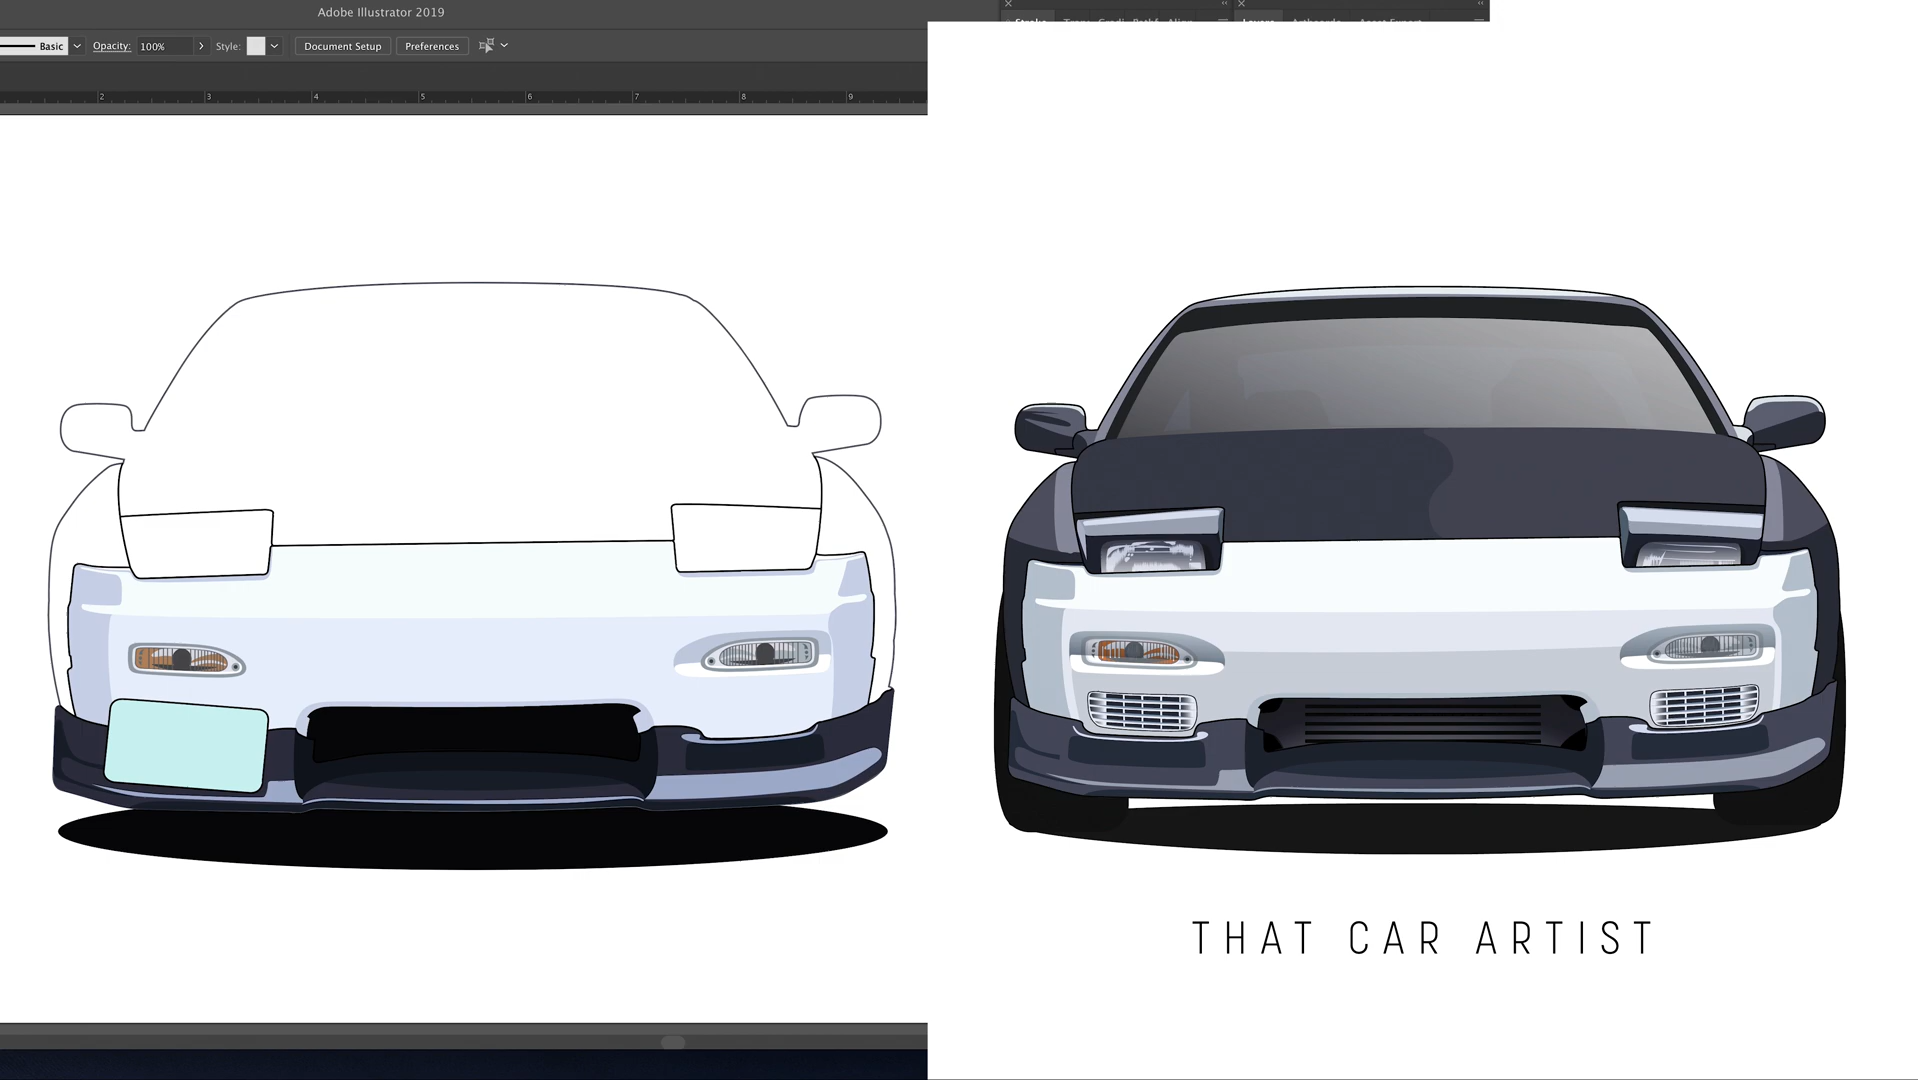 Adobe Illustrator 2019
Basic Opacity: 100% Style: Document Setup Preferences
2 3 4 5 6 7 8 9
THAT CAR ARTIST